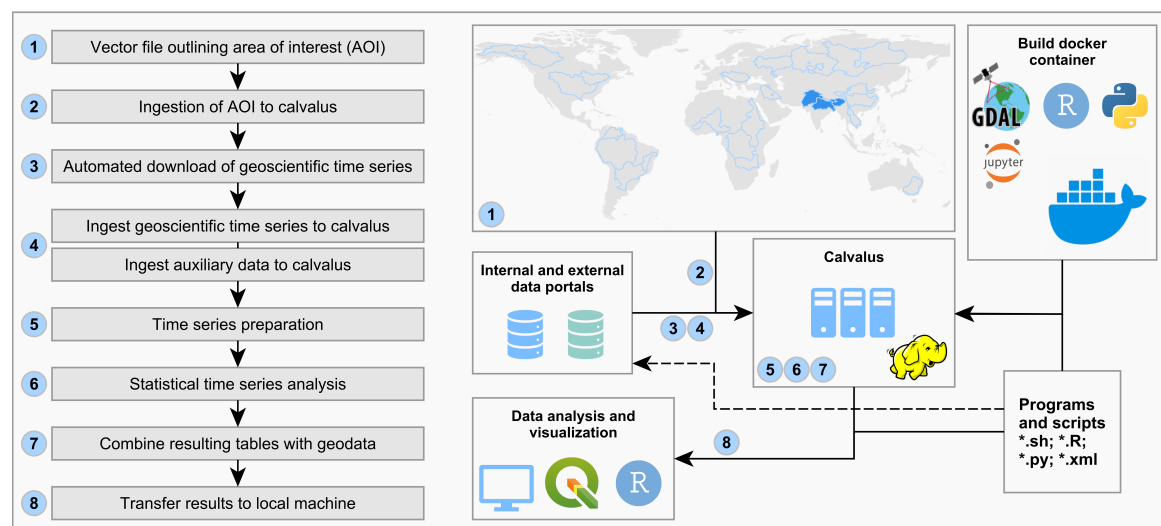 1 Vector file outlining area of interest (AOI)
2 Ingestion of AOI to calvalus
3 Automated download of geoscientific time series
4 Ingest geoscientific time series to calvalus
Ingest auxiliary data to calvalus
5 Time series preparation
6 Statistical time series analysis
7 Combine resulting tables with geodata
8 Transfer results to local machine
1
2
Internal and external
data portals
3 4
Calvalus
5 6 7
Data analysis and
visualization
R
8
Build docker
container
GDAL
R
jupyter
Programs
and scripts
*.sh; *.R;
*.py; *.xml